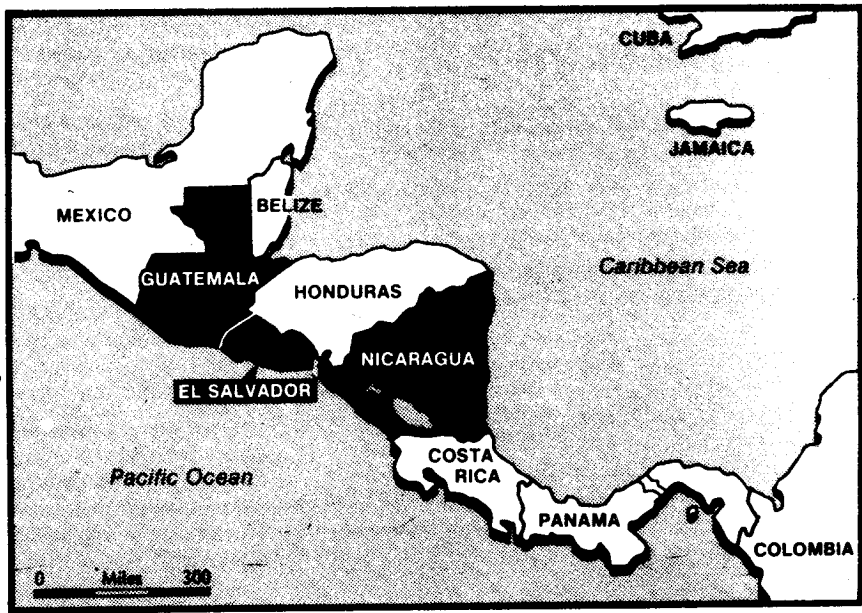 CUBA
JAMAICA
MEXICO
BELIZE
GUATEMALA
HONDURAS
Caribbean Sea
NICARAGUA
EL SALVADOR
COSTA
RICA
Pacific Ocean
PANAMA
COLOMBIA
0 Miles 300